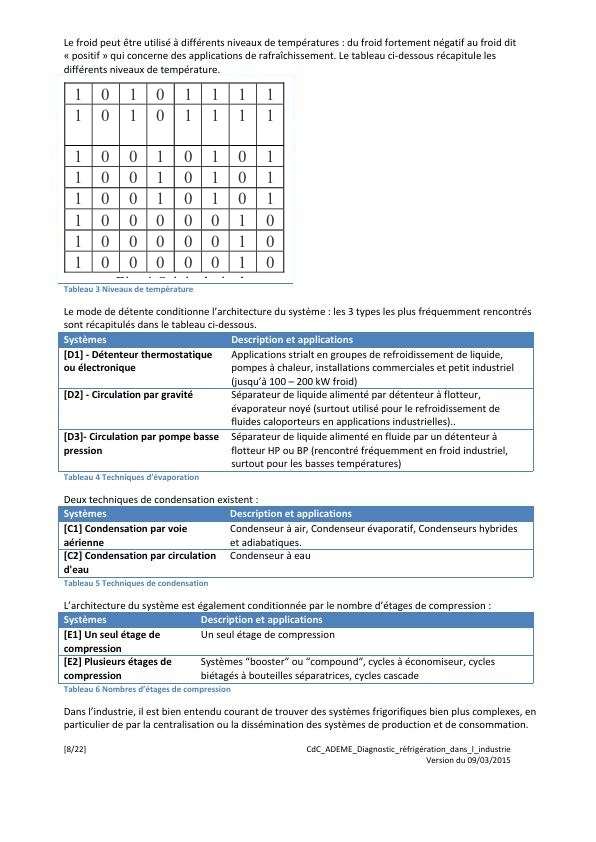 Le froid peut être utilisé à différents niveaux de températures : du froid fortement négatif au froid dit
« positif » qui concerne des applications de rafraîchissement. Le tableau ci-dessous récapitule les
différents niveaux de température.
1 0 1 0 1 1 1 1
1 0 1 0 1 1 1 1
1 0 0 1 0 1 0 1
1 0 0 1 0 1 0 1
1 0 0 1 0 1 0 1
1 0 0 0 0 0 1 0
1 0 0 0 0 0 1 0
1 0 0 0 0 0 1 0
Tableau 3 Niveaux de température
Le mode de détente conditionne l'architecture du système : les 3 types les plus fréquemment rencontrés
sont récapitulés dans le tableau ci-dessous.
Systèmes Description et applications
[D1] - Détenteur thermostatique Applications strialt en groupes de refroidissement de liquide,
ou électronique pompes à chaleur, installations commerciales et petit industriel
(jusqu'à 100 – 200 kW froid)
[D2] - Circulation par gravité Séparateur de liquide alimenté par détendeur à flotteur,
évaporateur noyé (surtout utilisé pour le refroidissement de
fluides caloporteurs en applications industrielles)..
[D3]- Circulation par pompe basse Séparateur de liquide alimenté en fluide par un détendeur à
pression flotteur HP ou BP (rencontré fréquemment en froid industriel,
surtout pour les basses températures)
Tableau 4 Techniques d'évaporation
Deux techniques de condensation existent :
Systèmes Description et applications
[C1] Condensation par voie Condenseur à air, Condenseur évaporatif, Condenseurs hybrides
aérienne et adiabatiques.
[C2] Condensation par circulation Condenseur à eau
d'eau
Tableau 5 Techniques de condensation
L'architecture du système est également conditionnée par le nombre d'étages de compression :
Systèmes Description et applications
[E1] Un seul étage de Un seul étage de compression
compression
[E2] Plusieurs étages de Systèmes "booster" ou "compound", cycles à économiseur, cycles
compression biétagés à bouteilles séparatrices, cycles cascade
Tableau 6 Nombres d'étages de compression
Dans l'industrie, il est bien entendu courant de trouver des systèmes frigorifiques bien plus complexes, en
particulier de par la centralisation ou la dissémination des systèmes de production et de consommation.
[8/22] CdC_ADEME_Diagnostic_réfrigération_dans_l_industrie
Version du 09/03/2015